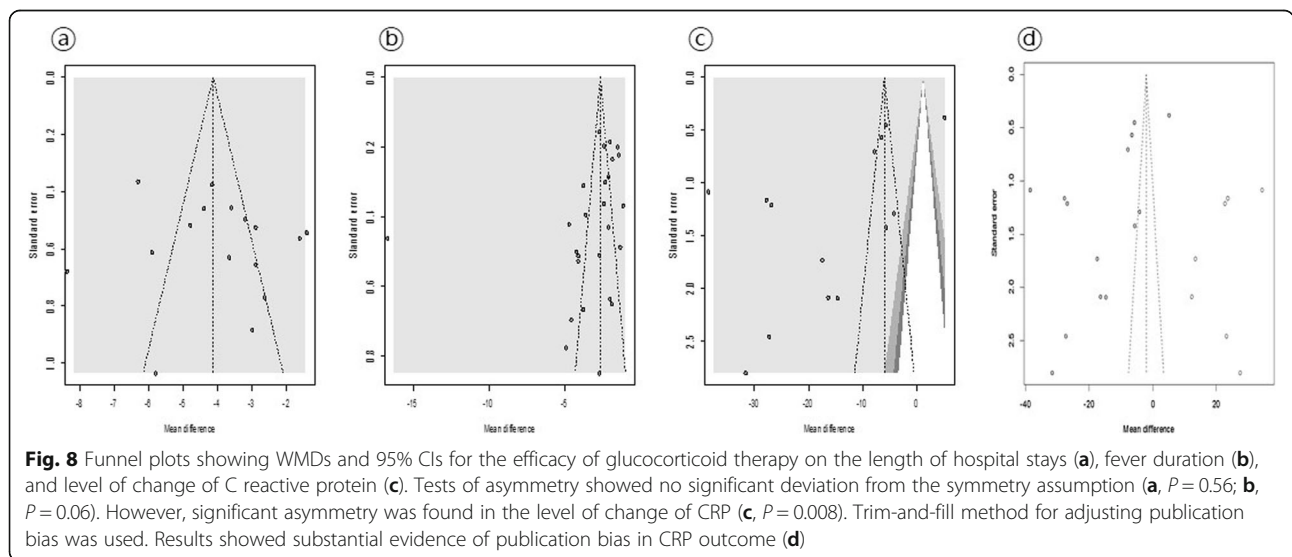 a b c d
0.0 0.2 0.4 0.6 0.8 1.0
Standard error
-8 -7 -6 -5 -4 -3 -2
Mean difference
0.0 0.2 0.4 0.6 0.8
Standard error
-15 -10 -5
Mean difference
0.0 0.5 1.0 1.5 2.0 2.5
Standard error
-30 -20 -10 0
Mean difference
0.0 0.5 1.0 1.5 2.0 2.5
Standard error
-40 -20 0 20
Mean difference
Fig. 8 Funnel plots showing WMDs and 95% CIs for the efficacy of glucocorticoid therapy on the length of hospital stays (a), fever duration (b),
and level of change of C reactive protein (c). Tests of asymmetry showed no significant deviation from the symmetry assumption (a, P = 0.56; b,
P = 0.06). However, significant asymmetry was found in the level of change of CRP (c, P = 0.008). Trim-and-fill method for adjusting publication
bias was used. Results showed substantial evidence of publication bias in CRP outcome (d)